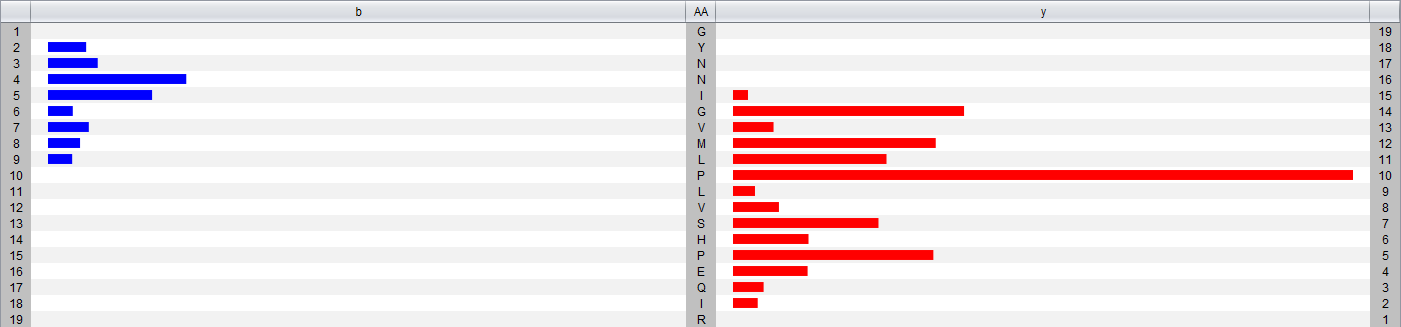 b AA y
1 G 19
2 Y 18
3 N 17
4 N 16
5 I 15
6 G 14
7 V 13
8 M 12
9 L 11
10 P 10
11 L 9
12 V 8
13 S 7
14 H 6
15 P 5
16 E 4
17 Q 3
18 I 2
19 R 1